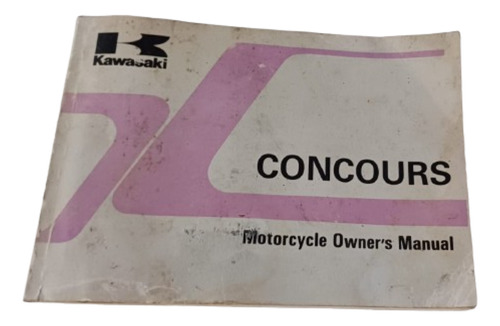 Kawasaki
CONCOURS
Motorcycle Owner's Manual